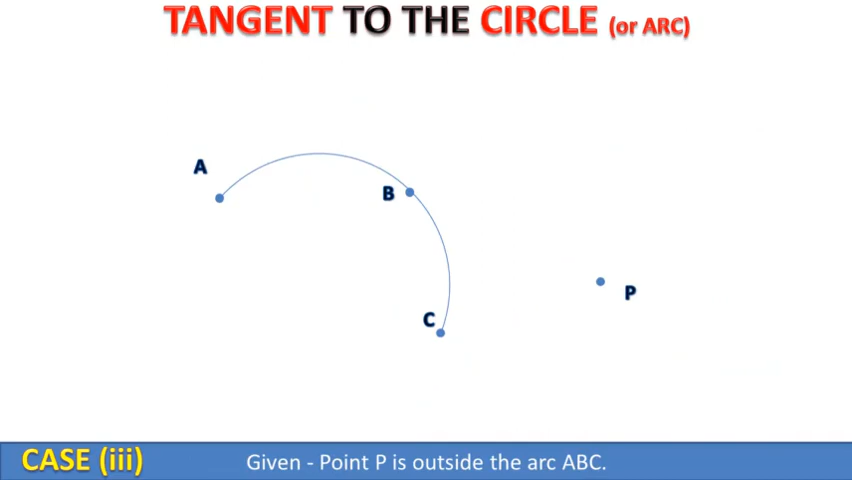 TANGENT TO THE CIRCLE (or ARC)
A
B
P
C
CASE (iii) Given - Point P is outside the arc ABC.